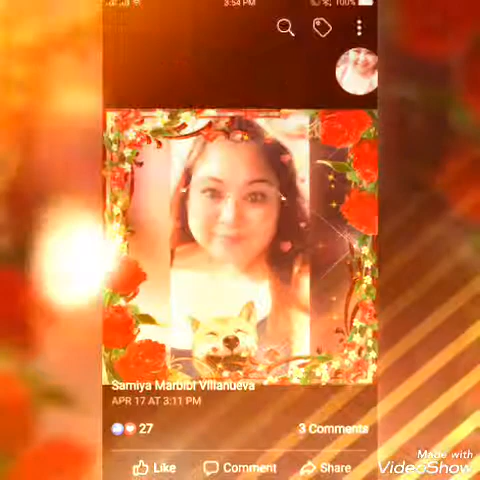 3:54 PM
100%
Samiya Marbibi Villanueva
APR 17 AT 3:11 PM
27
3 Comments
Like
Comment
Share
Made with
VideoShow